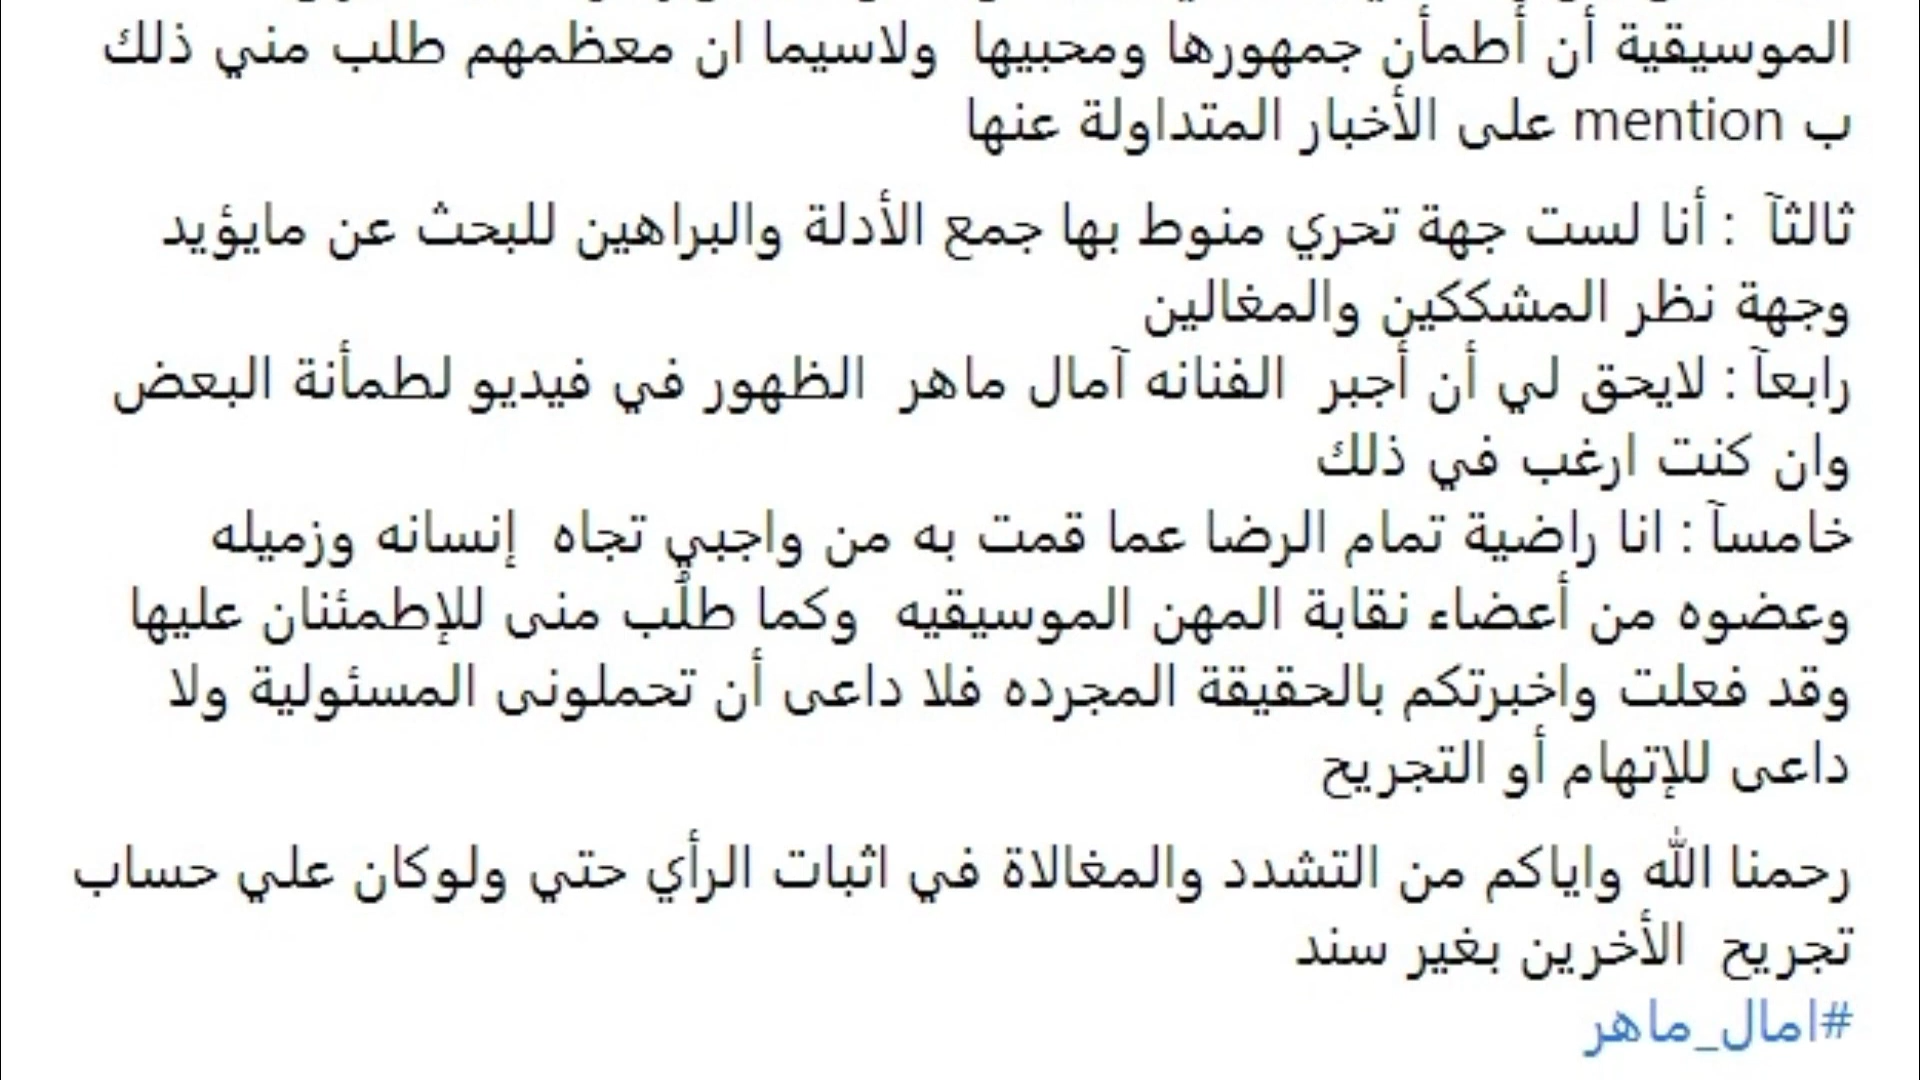 الموسيقية أن أطمأن جمهورها ومحبيها ولاسيما ان معظمهم طلب مني ذلك
ب mention على الأخبار المتداولة عنها
ثالثآ : أنا لست جهة تحري منوط بها جمع الأدلة والبراهين للبحث عن مايؤيد
وجهة نظر المشككين والمغالين
رابعآ : لايحق لي أن أجبر الفنانه آمال ماهر الظهور في فيديو لطمأنة البعض
وان كنت ارغب في ذلك
خامسآ : انا راضية تمام الرضا عما قمت به من واجبي تجاه إنسانه وزميله
وعضوه من أعضاء نقابة المهن الموسيقيه وكما طلُب منى للإطمئنان عليها
وقد فعلت واخبرتكم بالحقيقة المجرده فلا داعى أن تحملونى المسئولية ولا
داعى للإتهام أو التجريح
رحمنا الله واياكم من التشدد والمغالاة في اثبات الرأي حتي ولوكان علي حساب
تجريح الأخرين بغير سند
#امال_ماهر